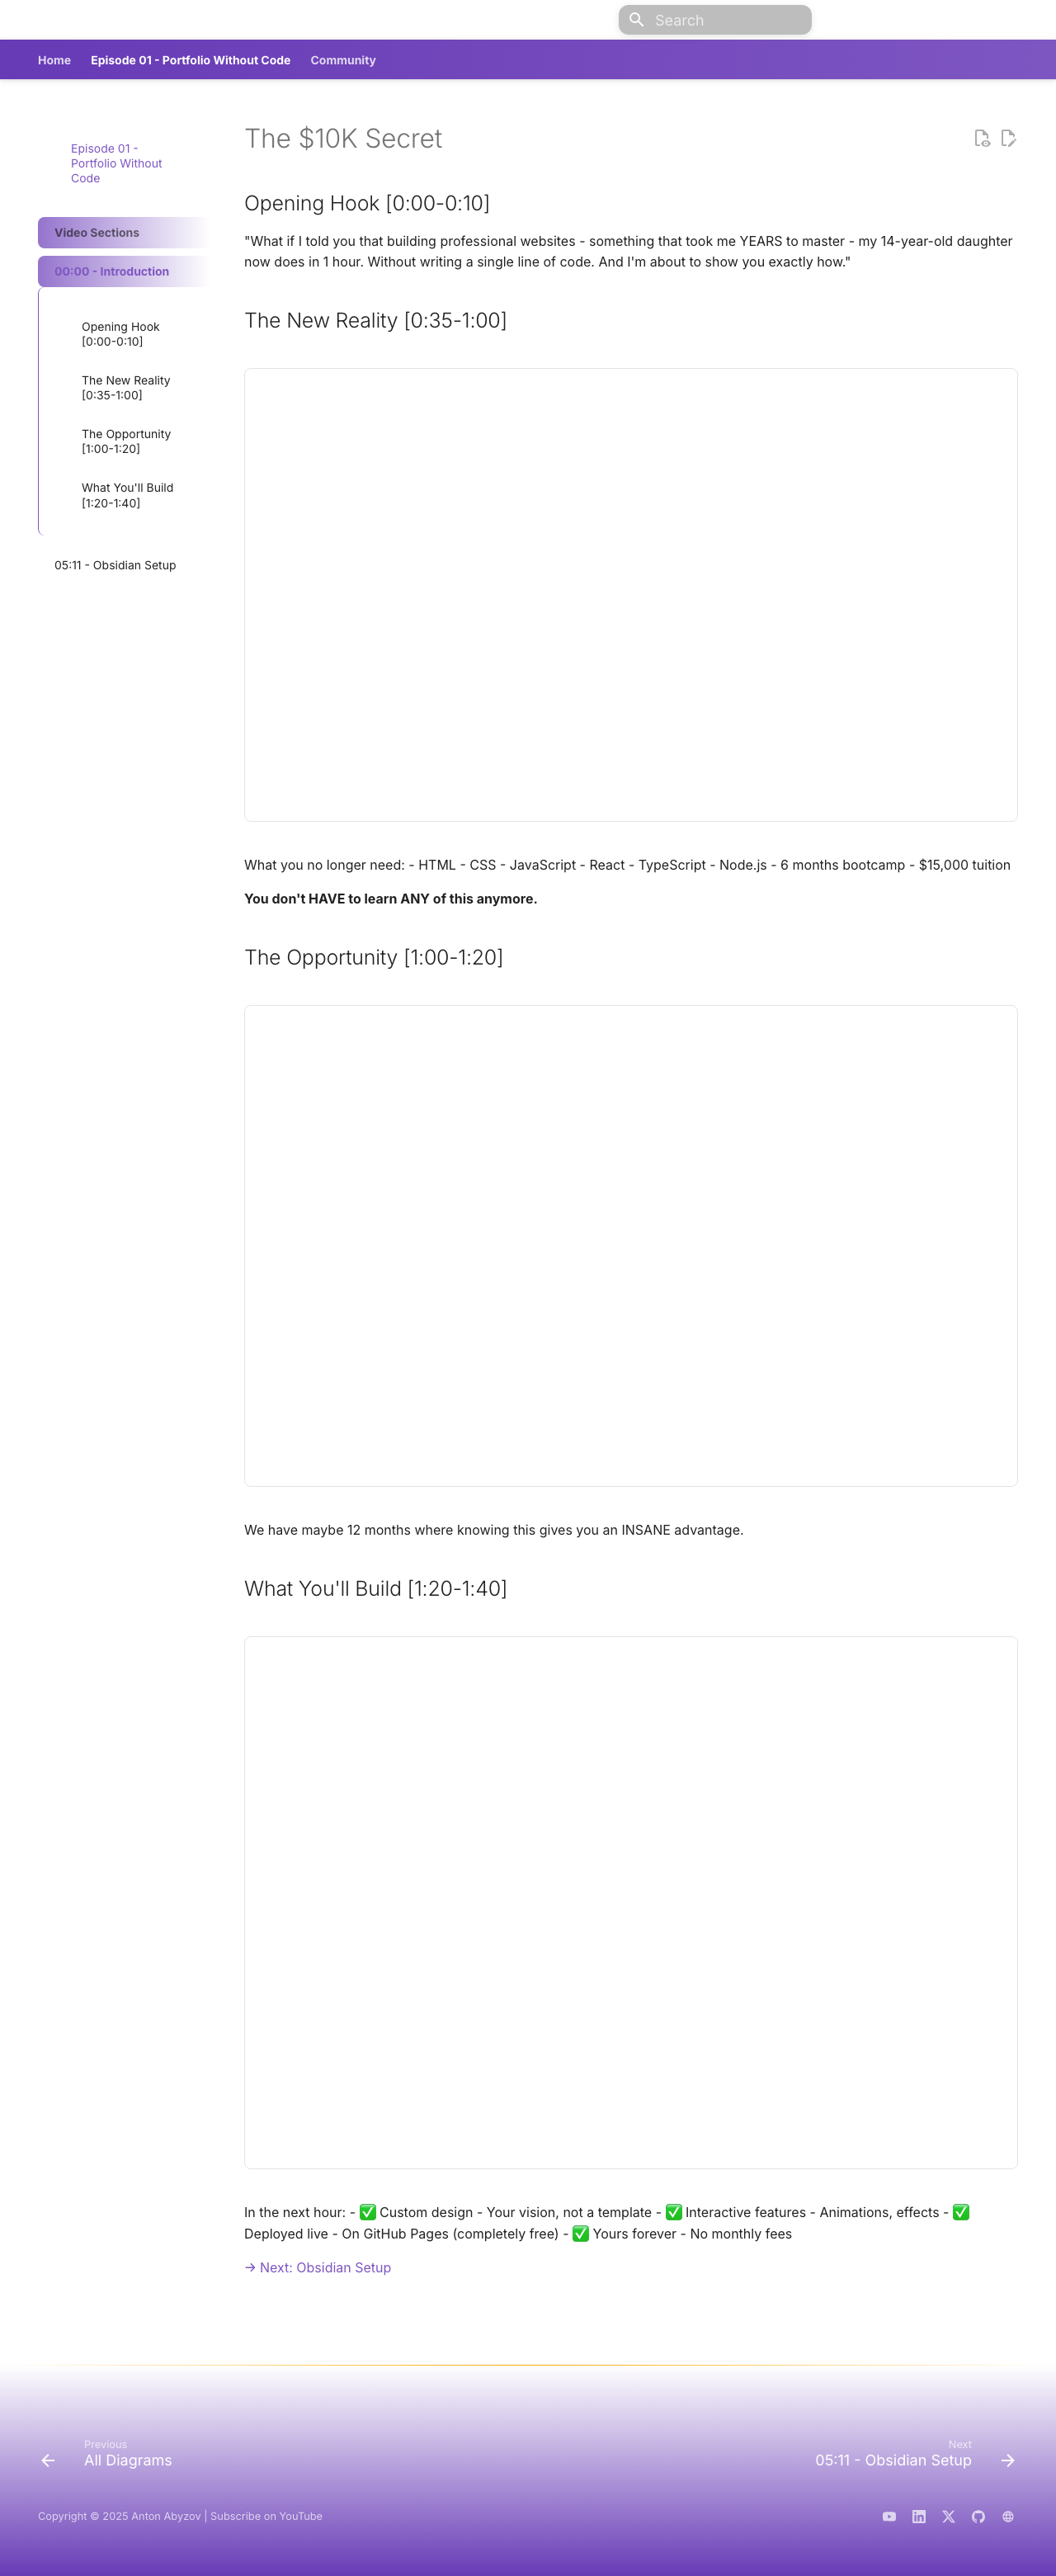 Search
Home
Episode 01 - Portfolio Without Code
Community
Episode 01 -
Portfolio Without
Code
Video Sections
00:00 - Introduction
Opening Hook
[0:00-0:10]
The New Reality
[0:35-1:00]
The Opportunity
[1:00-1:20]
What You'll Build
[1:20-1:40]
05:11 - Obsidian Setup
The $10K Secret
Opening Hook [0:00-0:10]
"What if I told you that building professional websites - something that took me YEARS to master - my 14-year-old daughter
now does in 1 hour. Without writing a single line of code. And I'm about to show you exactly how."
The New Reality [0:35-1:00]
What you no longer need: - HTML - CSS - JavaScript - React - TypeScript - Node.js - 6 months bootcamp - $15,000 tuition
You don't HAVE to learn ANY of this anymore.
The Opportunity [1:00-1:20]
We have maybe 12 months where knowing this gives you an INSANE advantage.
What You'll Build [1:20-1:40]
In the next hour: - ✅ Custom design - Your vision, not a template - ✅ Interactive features - Animations, effects - ✅
Deployed live - On GitHub Pages (completely free) - ✅ Yours forever - No monthly fees
→ Next: Obsidian Setup
Previous
All Diagrams
Next
05:11 - Obsidian Setup
Copyright © 2025 Anton Abyzov | Subscribe on YouTube